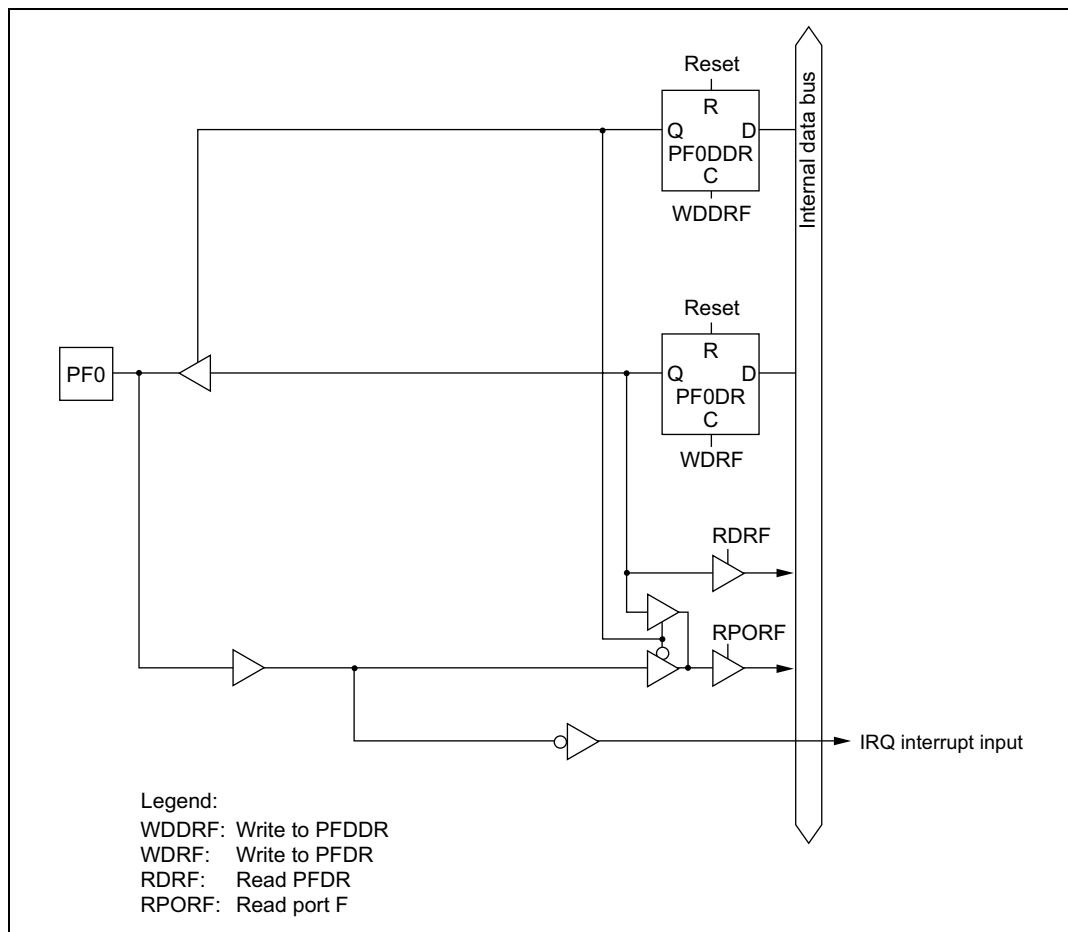 Reset
R
Q D
PF0DDR
C
WDDRF
Internal data bus
Reset
R
PF0
Q D
PF0DR
C
WDRF
RDRF
RPORF
IRQ interrupt input
Legend:
WDDRF: Write to PFDDR
WDRF: Write to PFDR
RDRF: Read PFDR
RPORF: Read port F